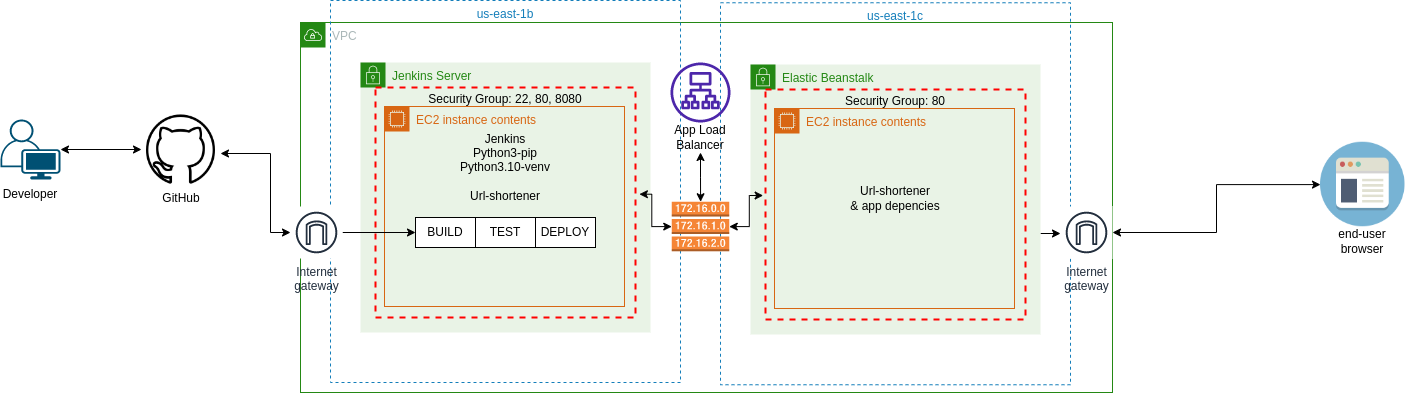 us-east-1b
us-east-1c
VPC
Jenkins Server
Security Group: 22, 80, 8080
EC2 instance contents
Jenkins
Python3-pip
Python3.10-venv
Url-shortener
BUILD
TEST
DEPLOY
App Load
Balancer
172.16.0.0
172.16.1.0
172.16.2.0
Elastic Beanstalk
Security Group: 80
EC2 instance contents
Url-shortener
& app depencies
Developer
GitHub
Internet
gateway
Internet
gateway
end-user
browser